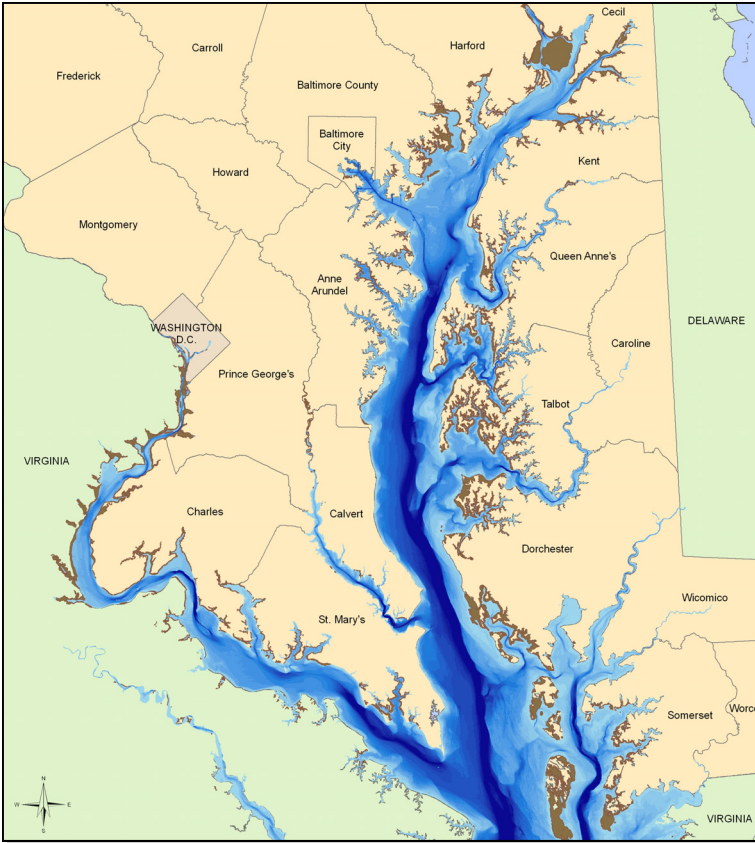 Cecil
Carroll
Harford
Frederick
Baltimore County
Baltimore
City
Kent
Howard
Montgomery
Queen Anne's
Anne
Arundel
DELAWARE
WASHINGTON
D.C.
Caroline
Prince George's
Talbot
VIRGINIA
Charles
Calvert
Dorchester
Wicomico
St. Mary's
Somerset
Worc
N
W
E
S
VIRGINIA